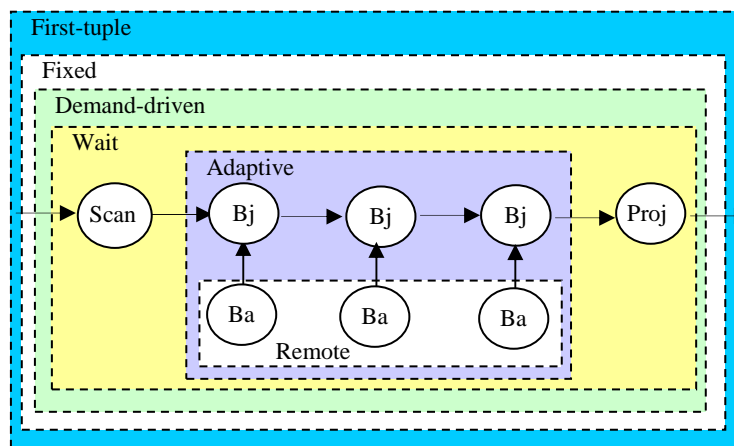 First-tuple
Fixed
Demand-driven
Wait
Adaptive
Scan
Bj
Bj
Bj
Proj
Ba
Ba
Ba
Remote